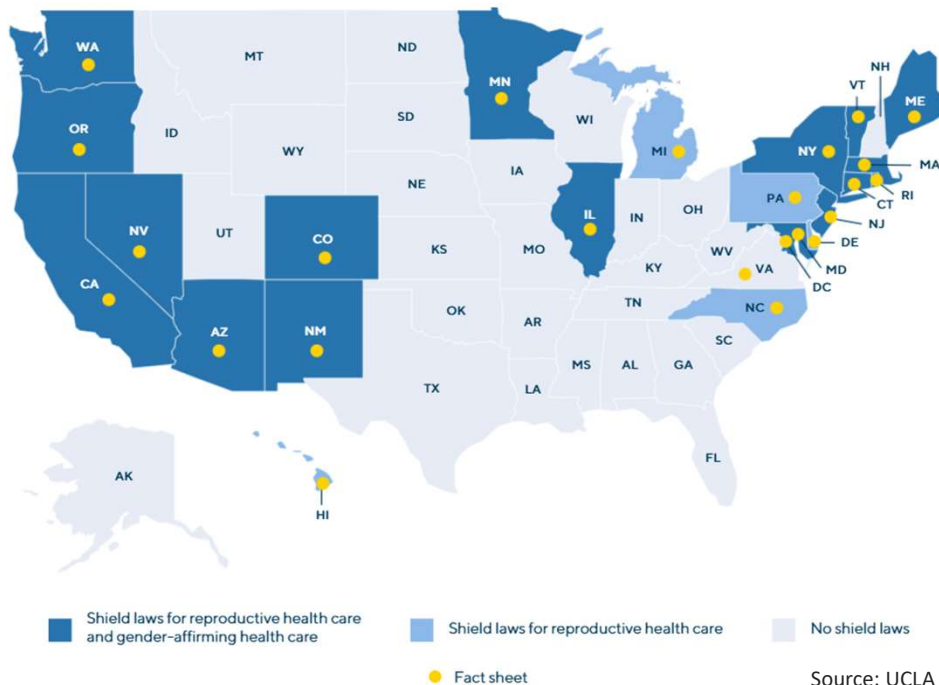 WA
MT
ND
MN
NH
VT
ME
OR
ID
SD
WI
MI
NY
MA
WY
IA
NE
PA
CT
RI
NV
UT
CO
IL
IN
OH
NJ
DE
MD
DC
CA
KS
MO
WV
VA
KY
AZ
NM
OK
AR
TN
NC
SC
MS
AL
GA
TX
LA
FL
AK
HI
Shield laws for reproductive health care
and gender-affirming health care
Shield laws for reproductive health care
No shield laws
Fact sheet
Source: UCLA